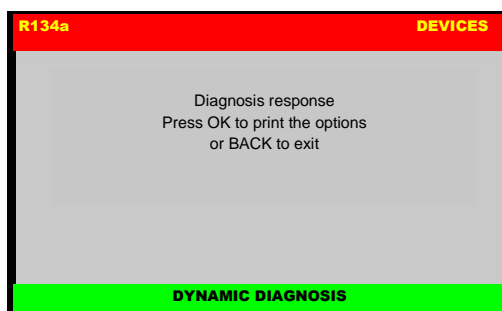 R134a DEVICES
Diagnosis response
Press OK to print the options
or BACK to exit
DYNAMIC DIAGNOSIS